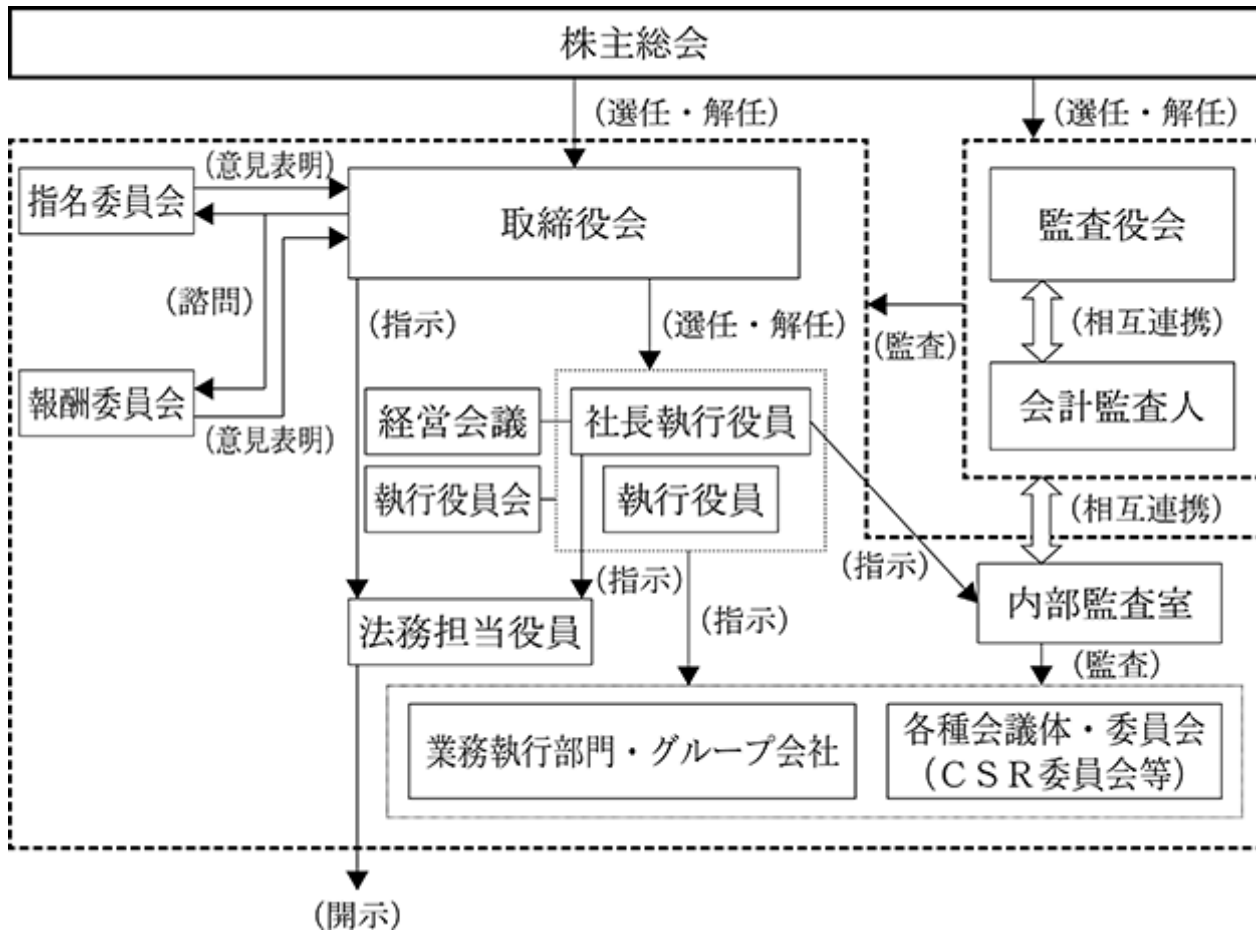 株主総会
(選任・解任)
(選任・解任)
指名委員会
(意見表明)
取締役会
監査役会
(諮問)
(指示)
(選任・解任)
(監査)
(相互連携)
報酬委員会
(意見表明)
経営会議
社長執行役員
会計監査人
執行役員会
執行役員
(相互連携)
(指示)
(指示)
内部監査室
法務担当役員
(指示)
(監査)
業務執行部門・グループ会社
各種会議体・委員会
(CSR委員会等)
(開示)